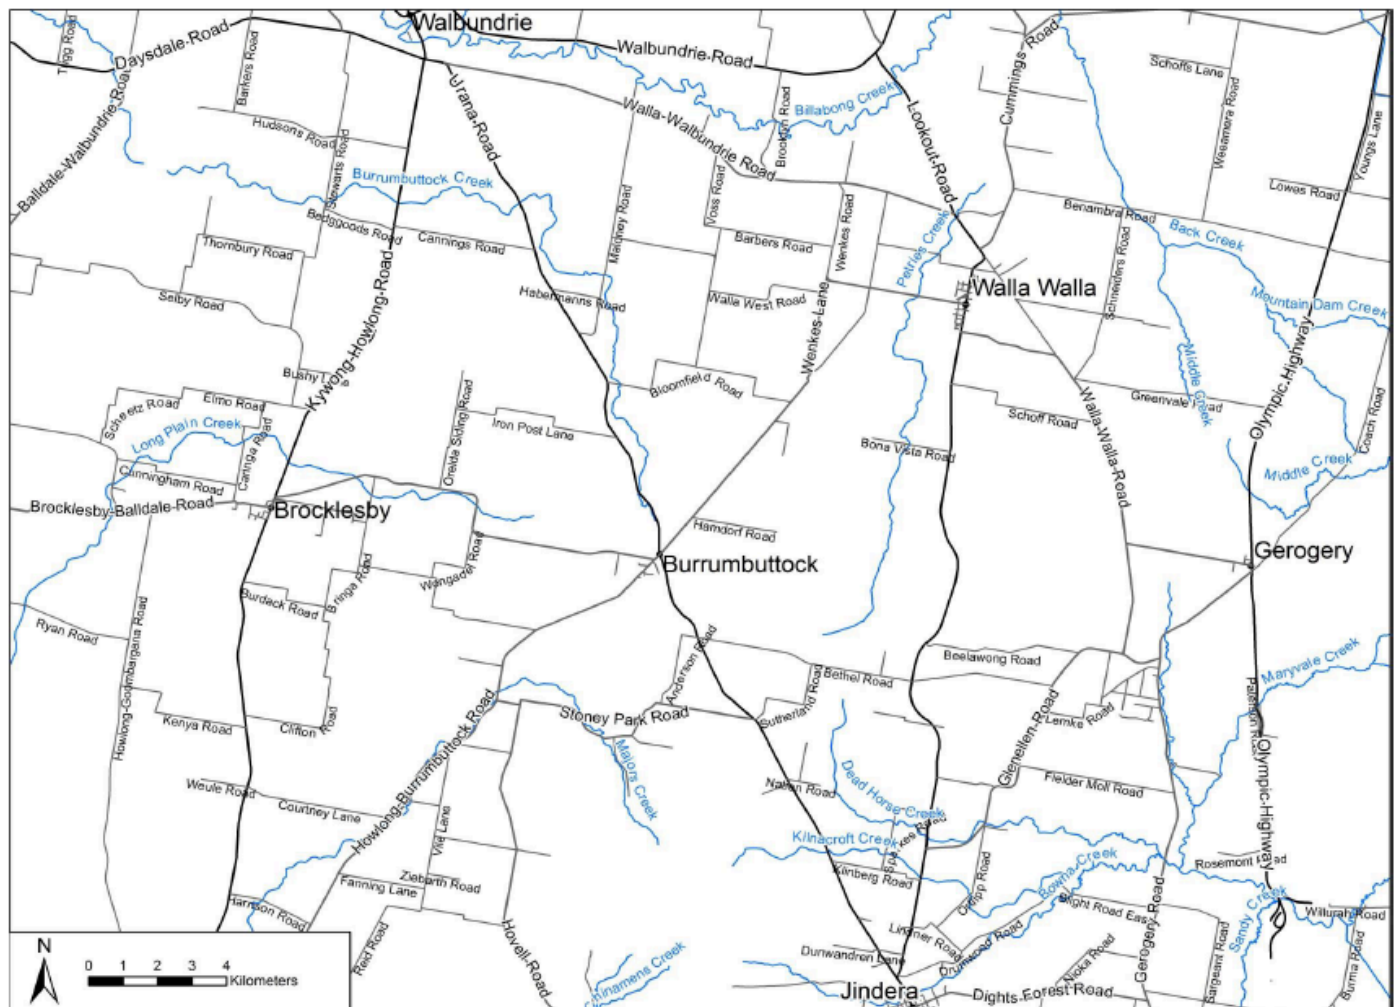 Walbundrie
Trigg Road
Daysdale-Road
Barkers Road
Walbundrie-Road
Cummings Road
Schoffs Lane
Balldale-Walbundrie-Road
Urana-Road
Walla-Walbundrie Road
Brooklyn Road
Billabong Creek
Lookout-Road
Weeamera Road
Youngs Lane
Hudsons Road
Stewarts Road
Burrumbuttock Creek
Voss Road
Lowes Road
Maloney Road
Wenkes Road
Petries Creek
Benambra Road
Bedggoods Road
Cannings Road
Barbers Road
Schneiders Road
Back Creek
Thornbury Road
Kywong-Howlong-Road
Habermanns Road
Walla West Road
Walla Walla
Mountain Dam Creek
Selby Road
Wenkes-Lane
Olympic-Highway
Middle Creek
Bushy L
Bloomfield Road
Scheetz Road
Elmo Road
Greenvale Road
Coach Road
Long Plain Creek
Oreida Siding Road
Iron Post Lane
Schoff Road
Walla-Walla-Road
Bona Vista Road
Cunningham Road
Middle Creek
Brocklesby-Balldale-Road
Brocklesby
Hamdorf Road
Burrumbuttock
Gerogery
Wongadel Road
Bringa Road
Burdack Road
Howlong-Goombargana Road
Ryan Road
Anderson Road
Beelawong Road
Bethel Road
Maryvale Creek
Kenya Road
Clifton Road
Howlong-Burrumbuttock Road
Stoney Park Road
Sutherland Road
Lemke Road
Glenellen-Road
Majors Creek
Dead Horse Creek
Nation Road
Fielder Moll Road
Olympic-Highway
Weule Road
Courtney Lane
Vile Lane
Kilnacroft Creek
Rosemont Road
Fanning Lane
Ziebarth Road
Klinberg Road
Bowna Creek
Harrison Road
Hovell-Road
Reid Road
Lindner Road
Drumwood Road
Gerogery-Road
Sandy Creek
Willurah Road
Dunwandren Lane
Nioka Road
Sargeant Road
Jindera
Dights-Forest-Road
N
0 1 2 3 4
Kilometers